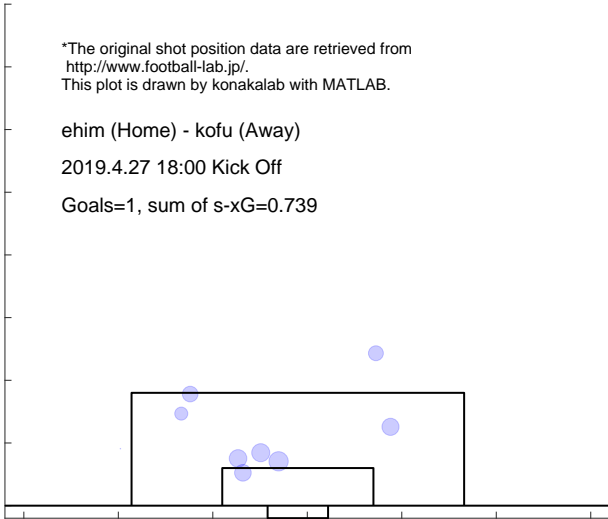 *The original shot position data are retrieved from
http://www.football-lab.jp/.
This plot is drawn by konakalab with MATLAB.
ehim (Home) - kofu (Away)
2019.4.27 18:00 Kick Off
Goals=1, sum of s-xG=0.739